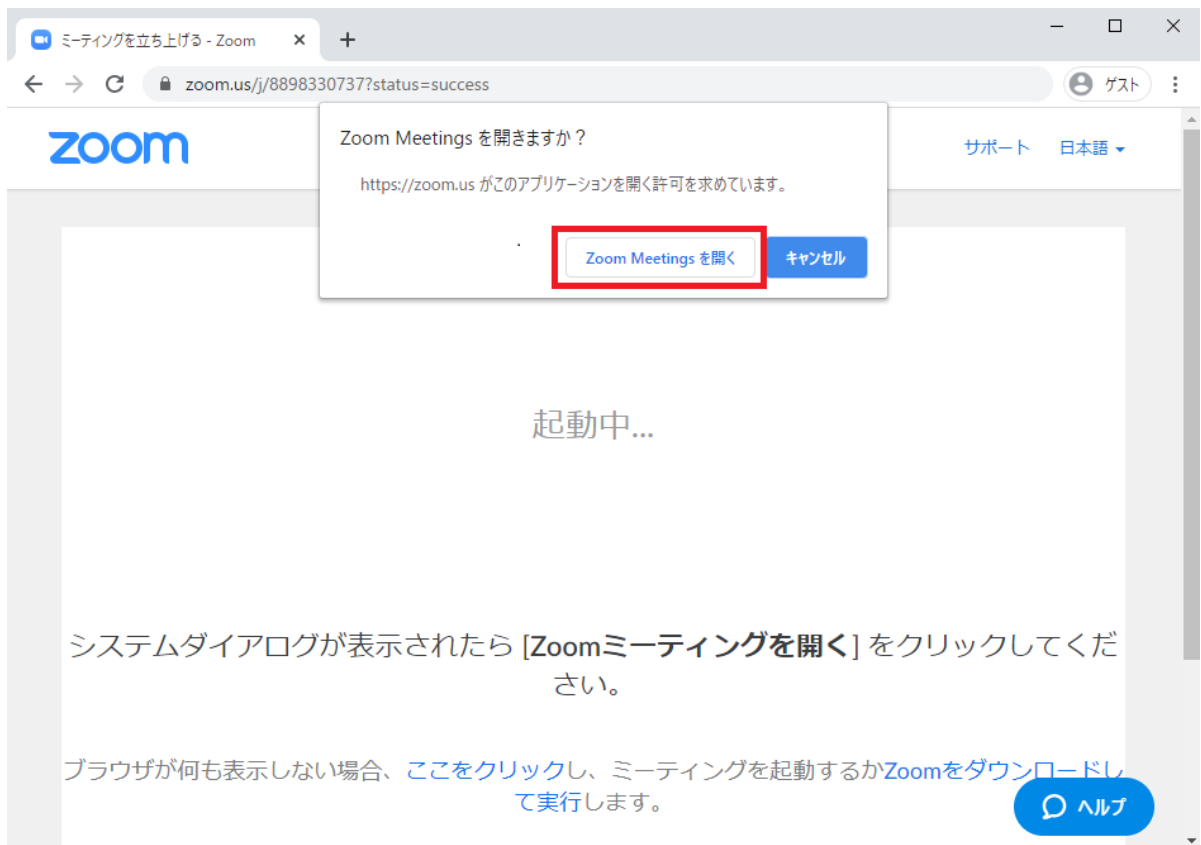 ミーティングを立ち上げる - Zoom
zoom.us/j/8898330737?status=success
ゲスト
zoom
サポート
日本語
Zoom Meetings を開きますか？
https://zoom.us がこのアプリケーションを開く許可を求めています。
Zoom Meetings を開く
キャンセル
起動中...
システムダイアログが表示されたら [Zoomミーティングを開く] をクリックしてくだ
さい。
ブラウザが何も表示しない場合、ここをクリックし、ミーティングを起動するかZoomをダウンロードし
て実行します。
ヘルプ